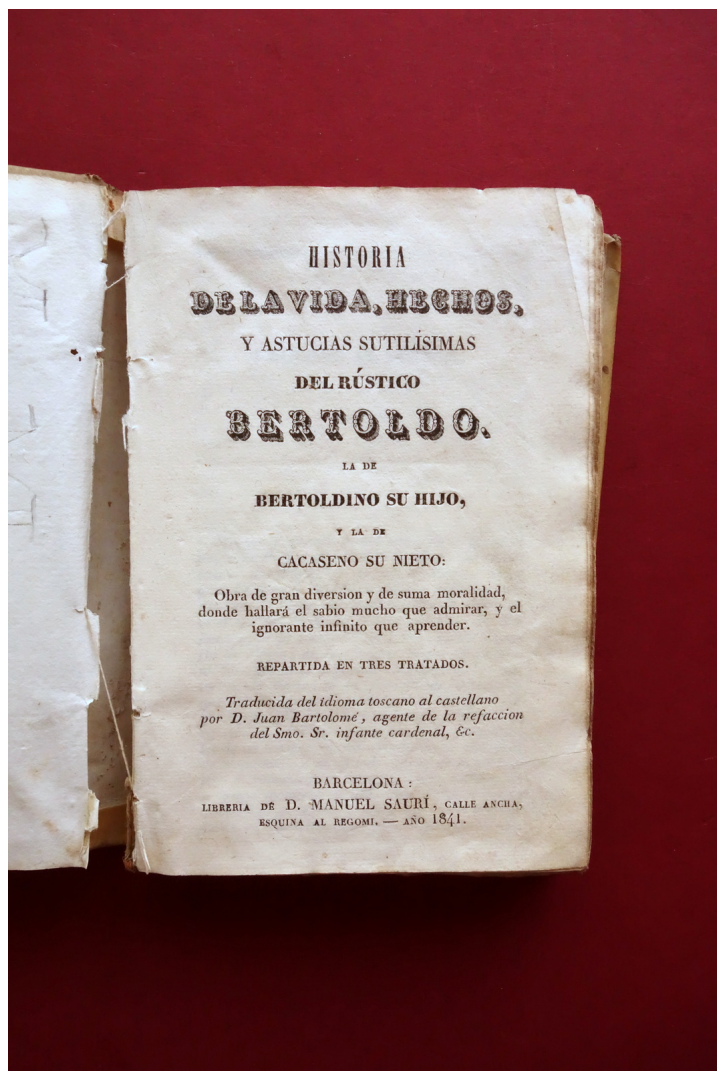 HISTORIA
DE LA VIDA, HECHOS,
Y ASTUCIAS SUTILÍSIMAS
DEL RÚSTICO
BERTOLDO.
LA DE
BERTOLDINO SU HIJO,
Y LA DE
CACASENO SU NIETO:
Obra de gran diversion y de suma moralidad,
donde hallará el sabio mucho que admirar, y el
ignorante infinito que aprender.
REPARTIDA EN TRES TRATADOS.
Traducida del idioma toscano al castellano
por D. Juan Bartolomé, agente de la refaccion
del Smo. Sr. infante cardenal, &c.
BARCELONA:
LIBRERIA DE D. MANUEL SAURÍ, CALLE ANCHA,
ESQUINA AL REGOMI. — AÑO 1841.